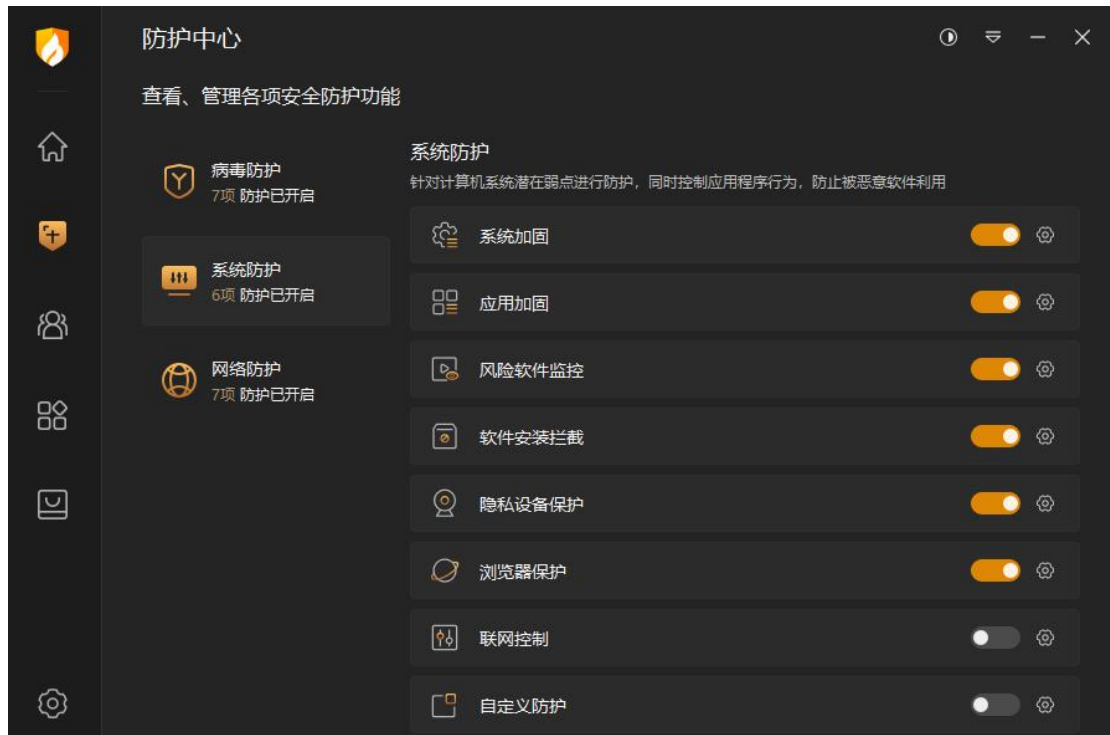 防护中心
查看、管理各项安全防护功能
病毒防护
7项 防护已开启
系统防护
6项 防护已开启
网络防护
7项 防护已开启
系统防护
针对计算机系统潜在弱点进行防护，同时控制应用程序行为，防止被恶意软件利用
系统加固
应用加固
风险软件监控
软件安装拦截
隐私设备保护
浏览器保护
联网控制
自定义防护